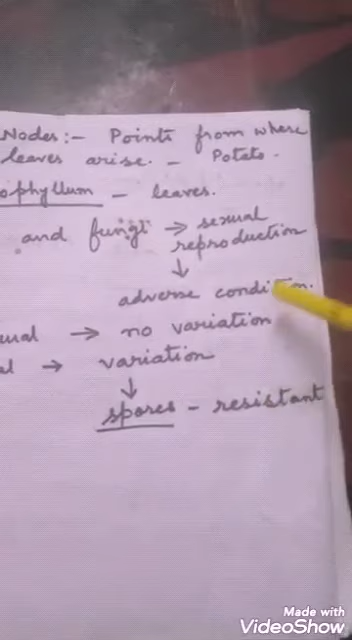 Nodes:- Points from where
leaves arise. - Potato.
ophyllum - leaves.
and fungi → sexual
reproduction
↓
adverse condition.
ual → no variation
al → variation
↓
spores - resistant
Made with
VideoShow